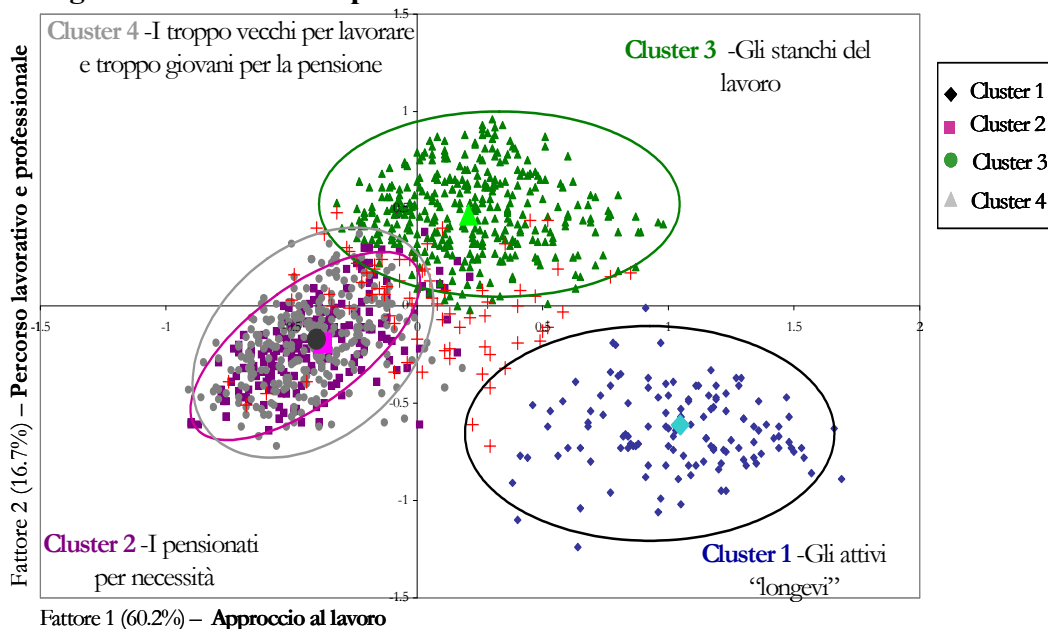 1.5
Cluster 4 -I troppo vecchi per lavorare
e troppo giovani per la pensione
Cluster 3 -Gli stanchi del
lavoro
Cluster 1
Cluster 2
Cluster 3
Cluster 4
1
0.5
0
-1.5
-1
-0.5
0.5
1
1.5
2
-0.5
-1
-1.5
Cluster 2 -I pensionati
per necessità
Cluster 1 -Gli attivi
“longevi”
Fattore 2 (16.7%) – Percorso lavorativo e professionale
Fattore 1 (60.2%) – Approccio al lavoro